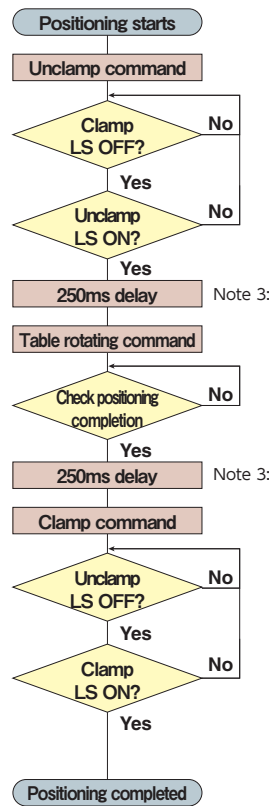 Positioning starts
Unclamp command
Clamp
LS OFF?
No
Yes
Unclamp
LS ON?
No
Yes
250ms delay
Note 3:
Table rotating command
Check positioning
completion
No
Yes
250ms delay
Note 3:
Clamp command
Unclamp
LS OFF?
No
Yes
Clamp
LS ON?
No
Yes
Positioning completed